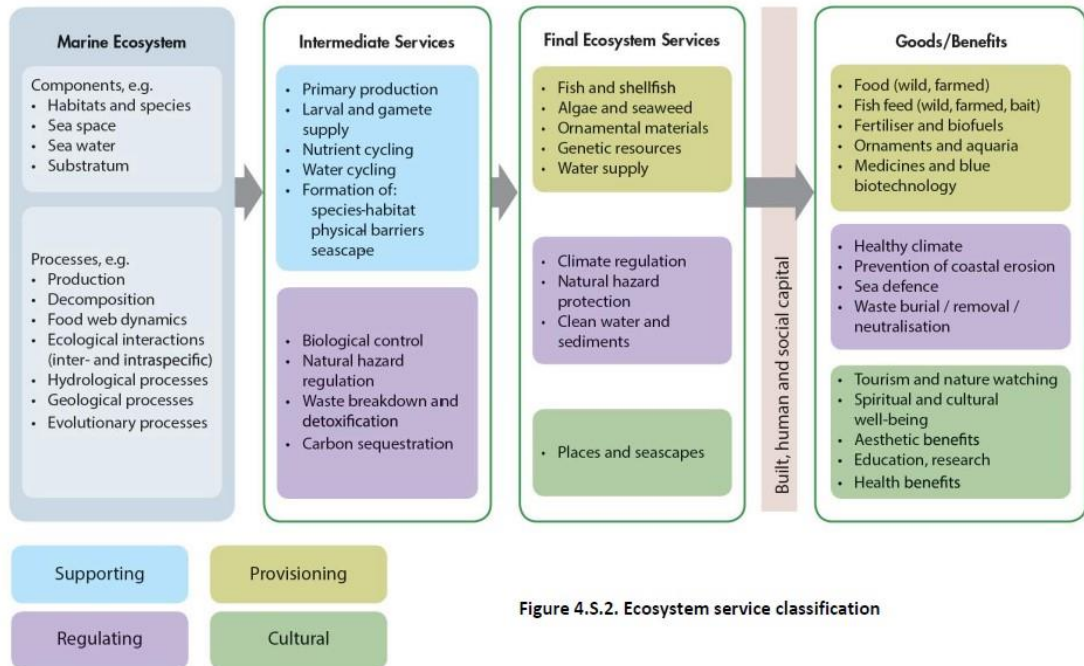 Marine Ecosystem
Components, e.g.
• Habitats and species
• Sea space
• Sea water
• Substratum
Processes, e.g.
• Production
• Decomposition
• Food web dynamics
• Ecological interactions
(inter- and intraspecific)
• Hydrological processes
• Geological processes
• Evolutionary processes
Intermediate Services
• Primary production
• Larval and gamete
supply
• Nutrient cycling
• Water cycling
• Formation of:
species-habitat
physical barriers
seascape
• Biological control
• Natural hazard
regulation
• Waste breakdown and
detoxification
• Carbon sequestration
Final Ecosystem Services
• Fish and shellfish
• Algae and seaweed
• Ornamental materials
• Genetic resources
• Water supply
• Climate regulation
• Natural hazard
protection
• Clean water and
sediments
• Places and seascapes
Built, human and social capital
Goods/Benefits
• Food (wild, farmed)
• Fish feed (wild, farmed, bait)
• Fertiliser and biofuels
• Ornaments and aquaria
• Medicines and blue
biotechnology
• Healthy climate
• Prevention of coastal erosion
• Sea defence
• Waste burial / removal /
neutralisation
• Tourism and nature watching
• Spiritual and cultural
well-being
• Aesthetic benefits
• Education, research
• Health benefits
Supporting
Provisioning
Regulating
Cultural
Figure 4.S.2. Ecosystem service classification